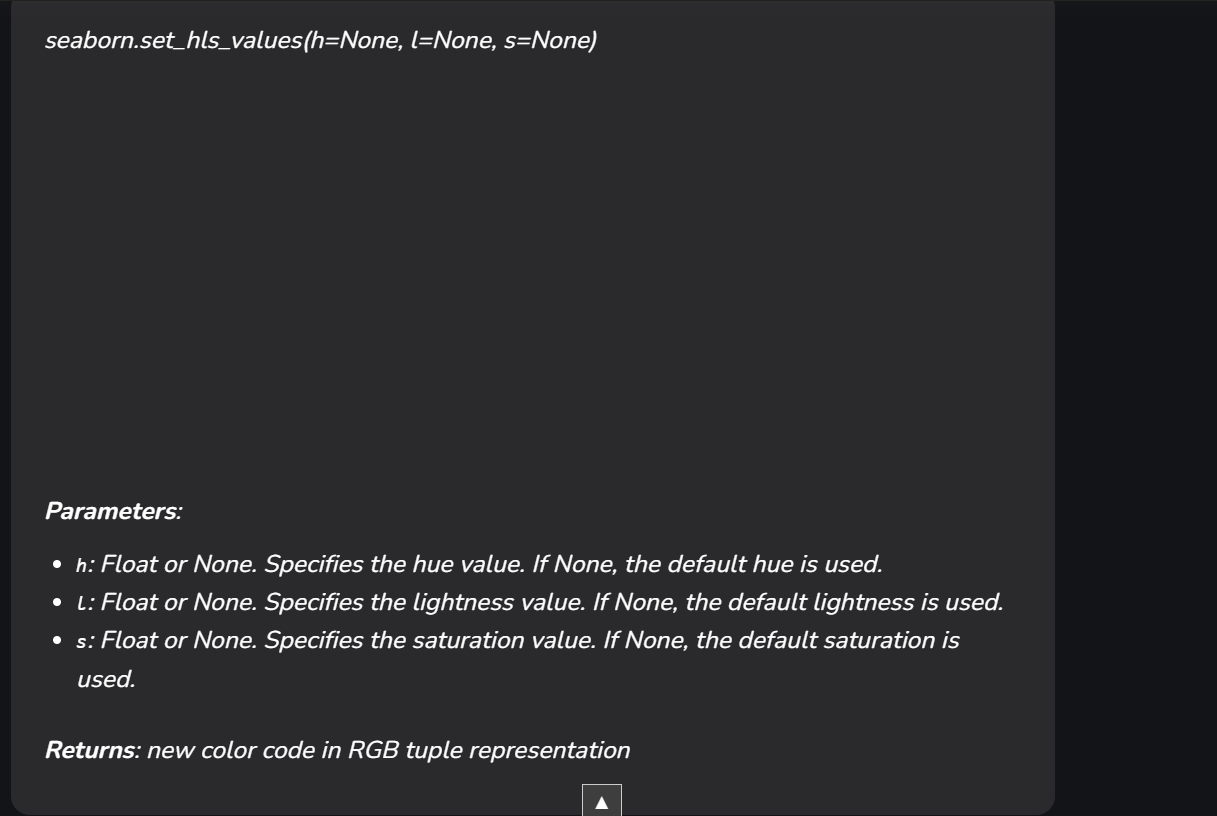 seaborn.set_hls_values(h=None, l=None, s=None)
Parameters:
• h: Float or None. Specifies the hue value. If None, the default hue is used.
• l: Float or None. Specifies the lightness value. If None, the default lightness is used.
• s: Float or None. Specifies the saturation value. If None, the default saturation is
used.
Returns: new color code in RGB tuple representation